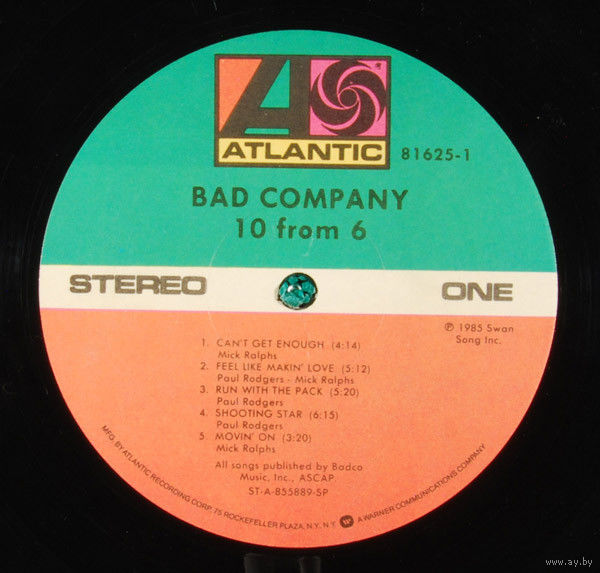 ATLANTIC
81625-1
BAD COMPANY
10 from 6
STEREO
ONE
℗ 1985 Swan
Song Inc.
1. CAN'T GET ENOUGH (4:14)
Mick Ralphs
2. FEEL LIKE MAKIN' LOVE (5:12)
Paul Rodgers - Mick Ralphs
3. RUN WITH THE PACK (5:20)
Paul Rodgers
4. SHOOTING STAR (6:15)
Paul Rodgers
5. MOVIN' ON (3:20)
Mick Ralphs
All songs published by Badco
Music, Inc., ASCAP
ST-A-855889-SP
MFG. BY ATLANTIC RECORDING CORP. 75 ROCKEFELLER PLAZA, N.Y. N.Y. A WARNER COMMUNICATIONS COMPANY
www.ay.by